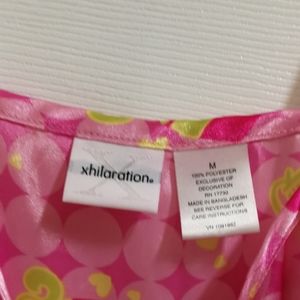 xhilaration®
M
100% POLYESTER
EXCLUSIVE OF
DECORATION
RN 17730
MADE IN BANGLADESH
SEE REVERSE FOR
CARE INSTRUCTIONS